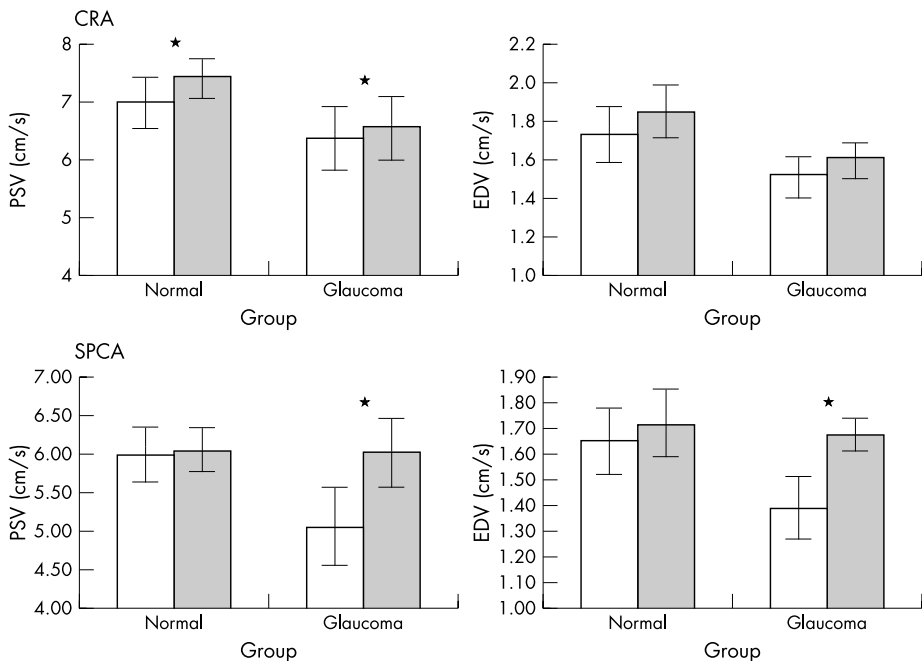 CRA
PSV (cm/s)
8
7
6
5
4
★
★
Normal
Glaucoma
Group
EDV (cm/s)
2.2
2.0
1.8
1.6
1.4
1.2
1.0
Normal
Glaucoma
Group
SPCA
PSV (cm/s)
7.00
6.50
6.00
5.50
5.00
4.50
4.00
★
Normal
Glaucoma
Group
EDV (cm/s)
1.90
1.80
1.70
1.60
1.50
1.40
1.30
1.20
1.10
1.00
★
Normal
Glaucoma
Group